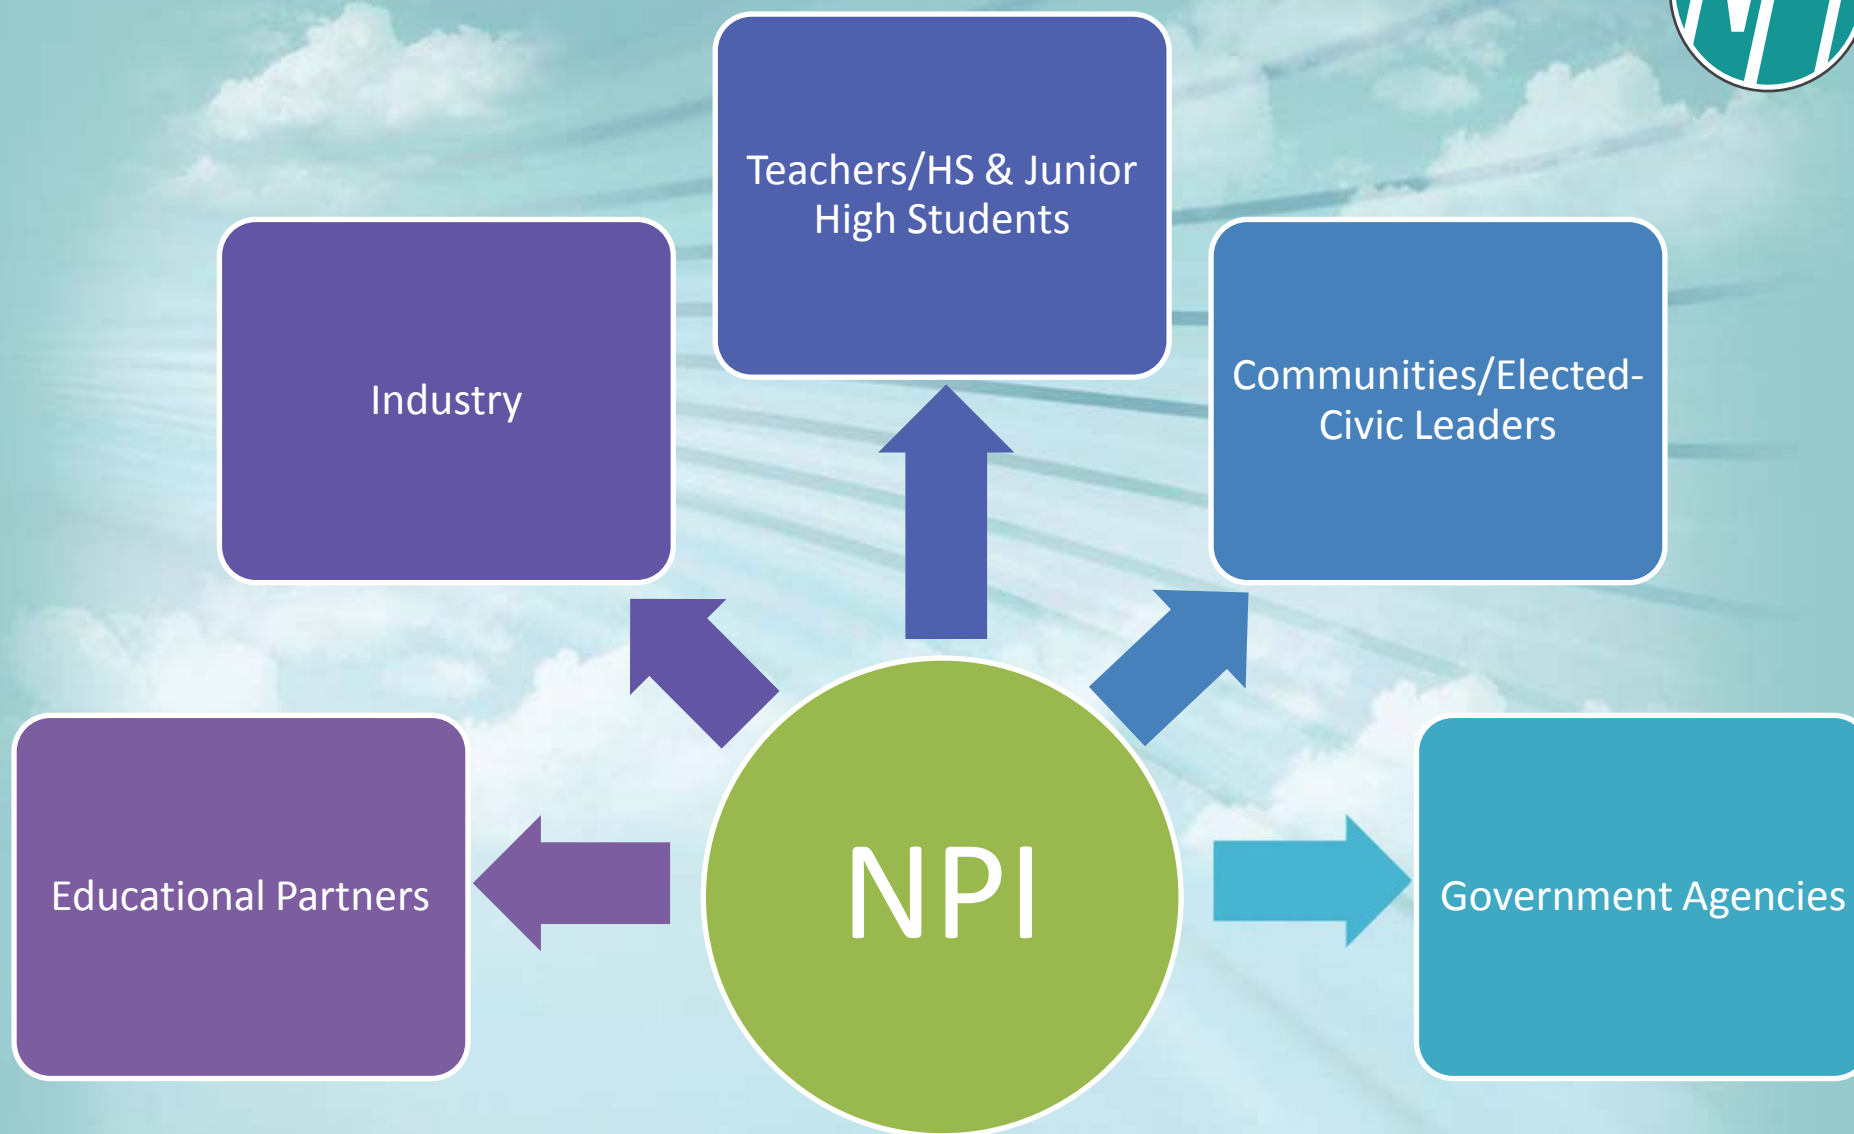 Teachers/HS & Junior
High Students
Industry
Communities/Elected-
Civic Leaders
Educational Partners
NPI
Government Agencies